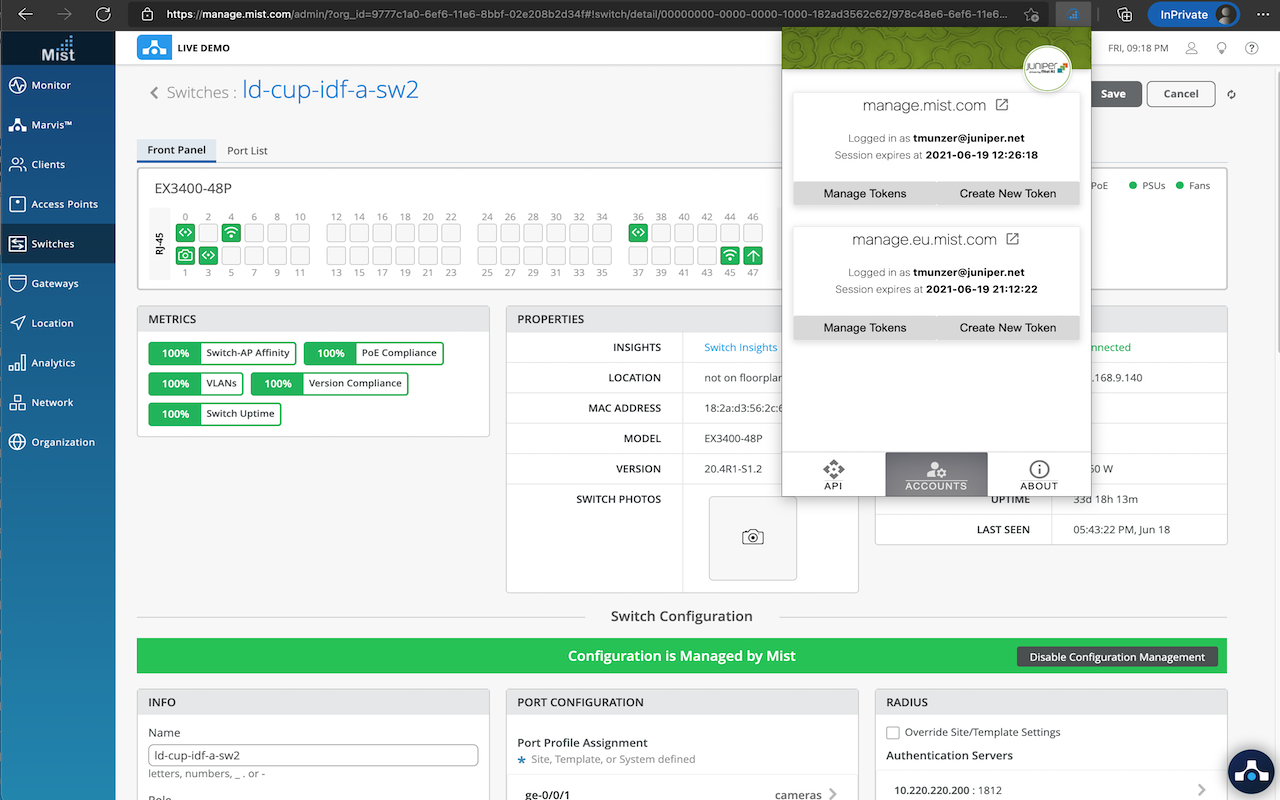 https://manage.mist.com/admin/?org_id=9777c1a0-6ef6-11e6-8bbf-02e208b2d34f#!switch/detail/00000000-0000-0000-1000-182ad3562c62/978c48e6-6ef6-11e6...
InPrivate
Mist
LIVE DEMO
FRI, 09:18 PM
Monitor
Marvis™
Clients
Access Points
Switches
Gateways
Location
Analytics
Network
Organization
Switches : ld-cup-idf-a-sw2
Save
Cancel
Front Panel
Port List
EX3400-48P
PoE
PSUs
Fans
RJ-45
0 2 4 6 8 10 12 14 16 18 20 22 24 26 28 30 32 34 36 38 40 42 44 46
1 3 5 7 9 11 13 15 17 19 21 23 25 27 29 31 33 35 37 39 41 43 45 47
METRICS
100% Switch-AP Affinity
100% PoE Compliance
100% VLANs
100% Version Compliance
100% Switch Uptime
PROPERTIES
INSIGHTS Switch Insights
LOCATION not on floorplan
MAC ADDRESS 18:2a:d3:56:2c:6
MODEL EX3400-48P
VERSION 20.4R1-S1.2
SWITCH PHOTOS
nnected
.168.9.140
50 W
UPTIME 33d 18h 13m
LAST SEEN 05:43:22 PM, Jun 18
juniper
manage.mist.com
Logged in as tmunzer@juniper.net
Session expires at 2021-06-19 12:26:18
Manage Tokens
Create New Token
manage.eu.mist.com
Logged in as tmunzer@juniper.net
Session expires at 2021-06-19 21:12:22
Manage Tokens
Create New Token
API
ACCOUNTS
ABOUT
Switch Configuration
Configuration is Managed by Mist
Disable Configuration Management
INFO
Name
ld-cup-idf-a-sw2
letters, numbers, _ . or -
Role
PORT CONFIGURATION
Port Profile Assignment
* Site, Template, or System defined
ge-0/0/1 cameras
RADIUS
Override Site/Template Settings
Authentication Servers
10.220.220.200 : 1812